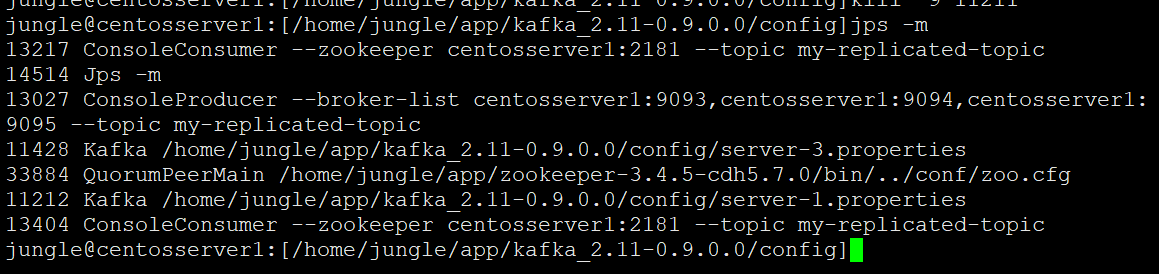 jungle@centosserver1:[/home/jungle/app/kafka_2.11-0.9.0.0/config]kill -9 11211
jungle@centosserver1:[/home/jungle/app/kafka_2.11-0.9.0.0/config]jps -m
13217 ConsoleConsumer --zookeeper centosserver1:2181 --topic my-replicated-topic
14514 Jps -m
13027 ConsoleProducer --broker-list centosserver1:9093,centosserver1:9094,centosserver1:
9095 --topic my-replicated-topic
11428 Kafka /home/jungle/app/kafka_2.11-0.9.0.0/config/server-3.properties
33884 QuorumPeerMain /home/jungle/app/zookeeper-3.4.5-cdh5.7.0/bin/../conf/zoo.cfg
11212 Kafka /home/jungle/app/kafka_2.11-0.9.0.0/config/server-1.properties
13404 ConsoleConsumer --zookeeper centosserver1:2181 --topic my-replicated-topic
jungle@centosserver1:[/home/jungle/app/kafka_2.11-0.9.0.0/config]